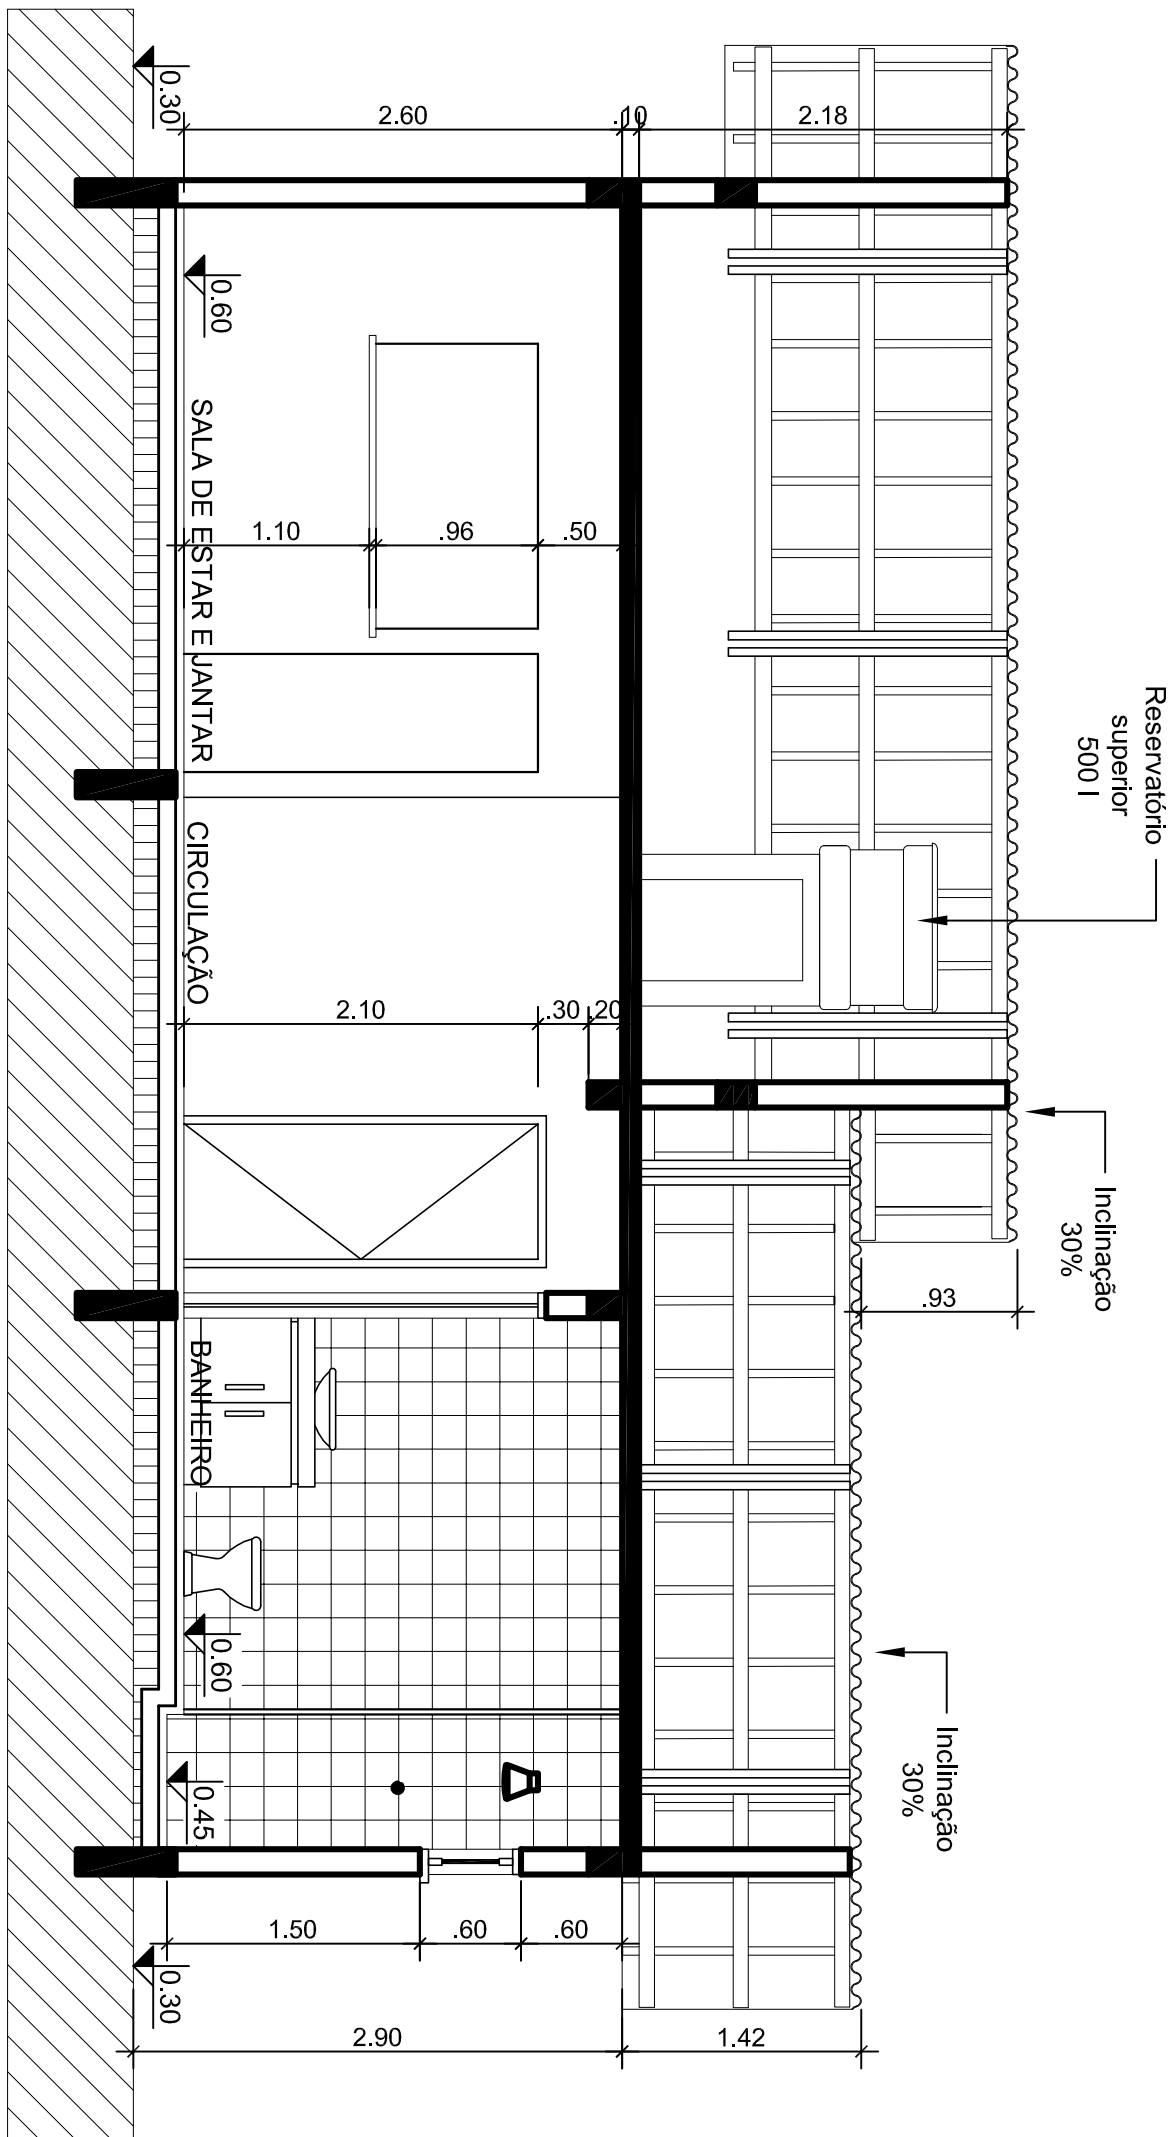 0.30
2.60
.10
2.18
0.60
SALA DE ESTAR E JANTAR
1.10
.96
.50
Reservatório
superior
500 l
CIRCULAÇÃO
2.10
.30
.20
Inclinação
30%
.93
BANHEIRO
0.60
Inclinação
30%
0.45
1.50
.60
.60
0.30
2.90
1.42